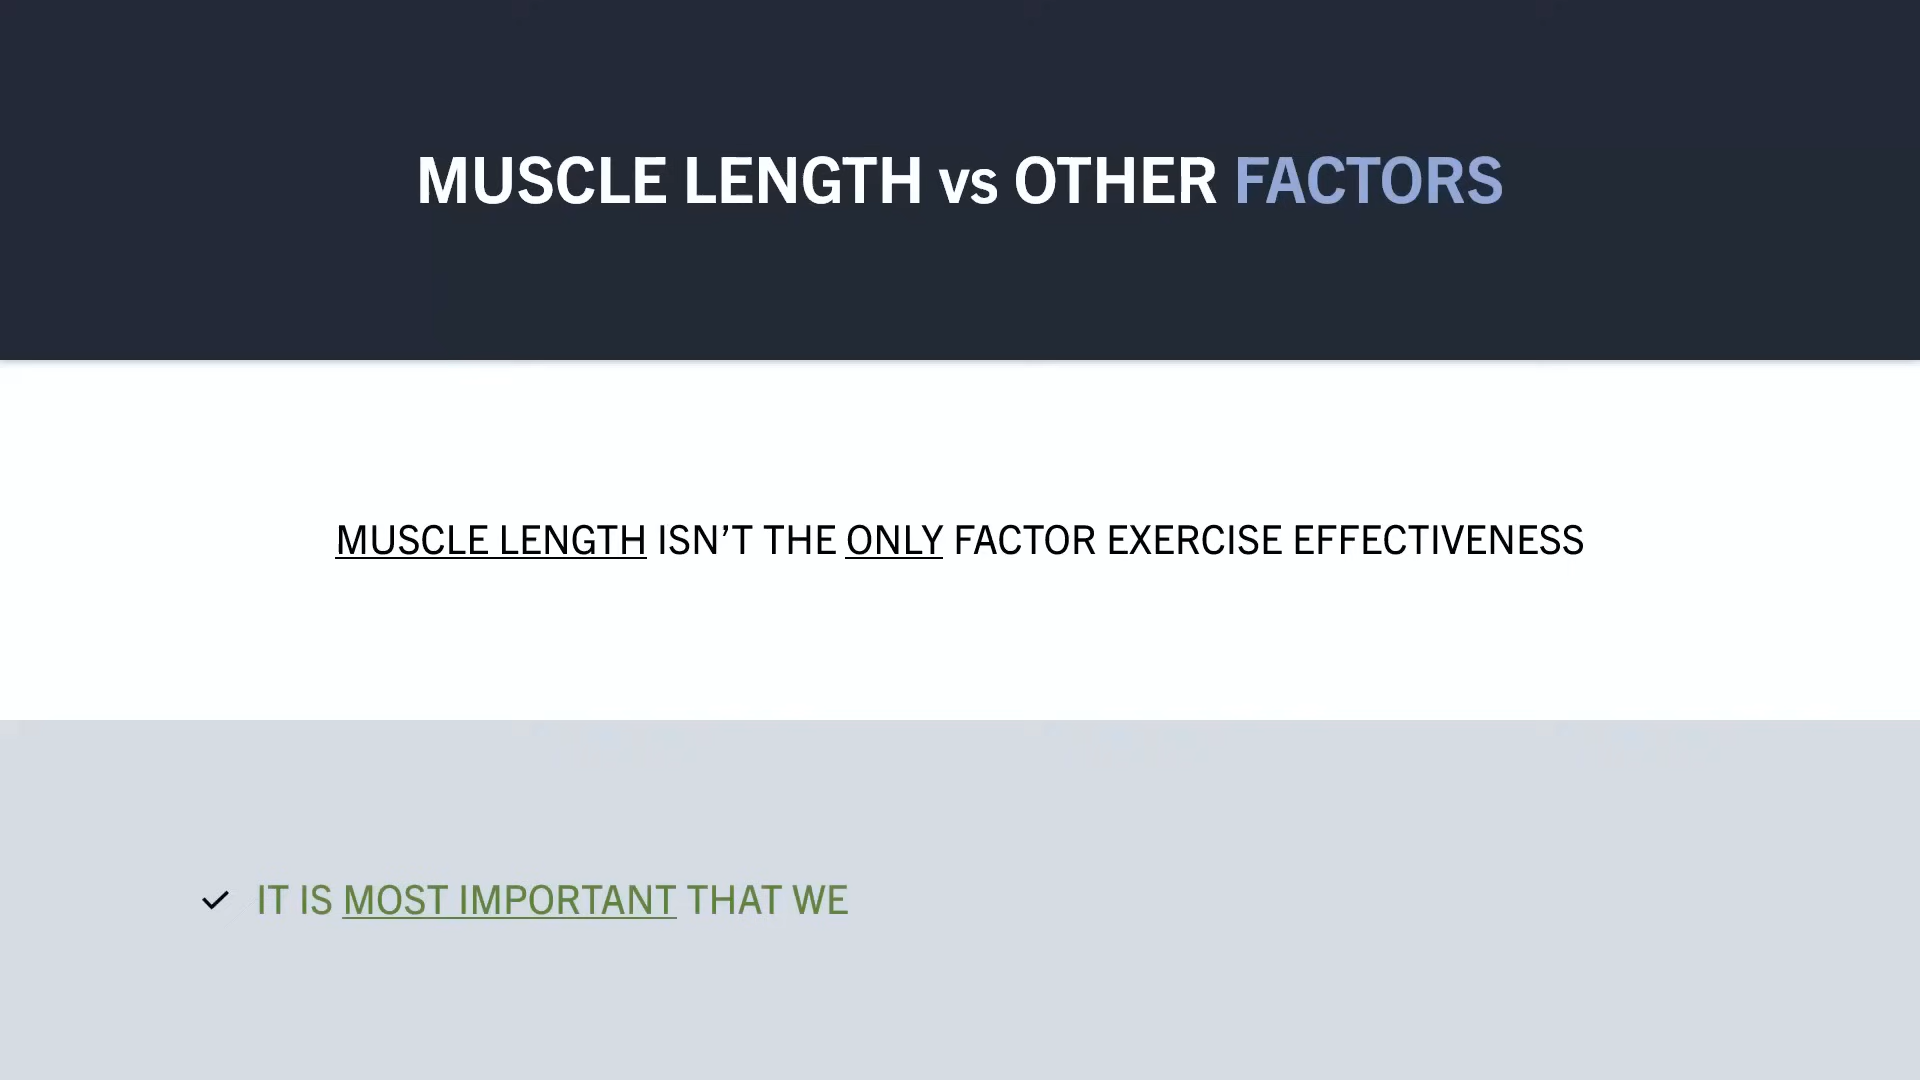 MUSCLE LENGTH vs OTHER FACTORS
MUSCLE LENGTH ISN’T THE ONLY FACTOR EXERCISE EFFECTIVENESS
✓ IT IS MOST IMPORTANT THAT WE